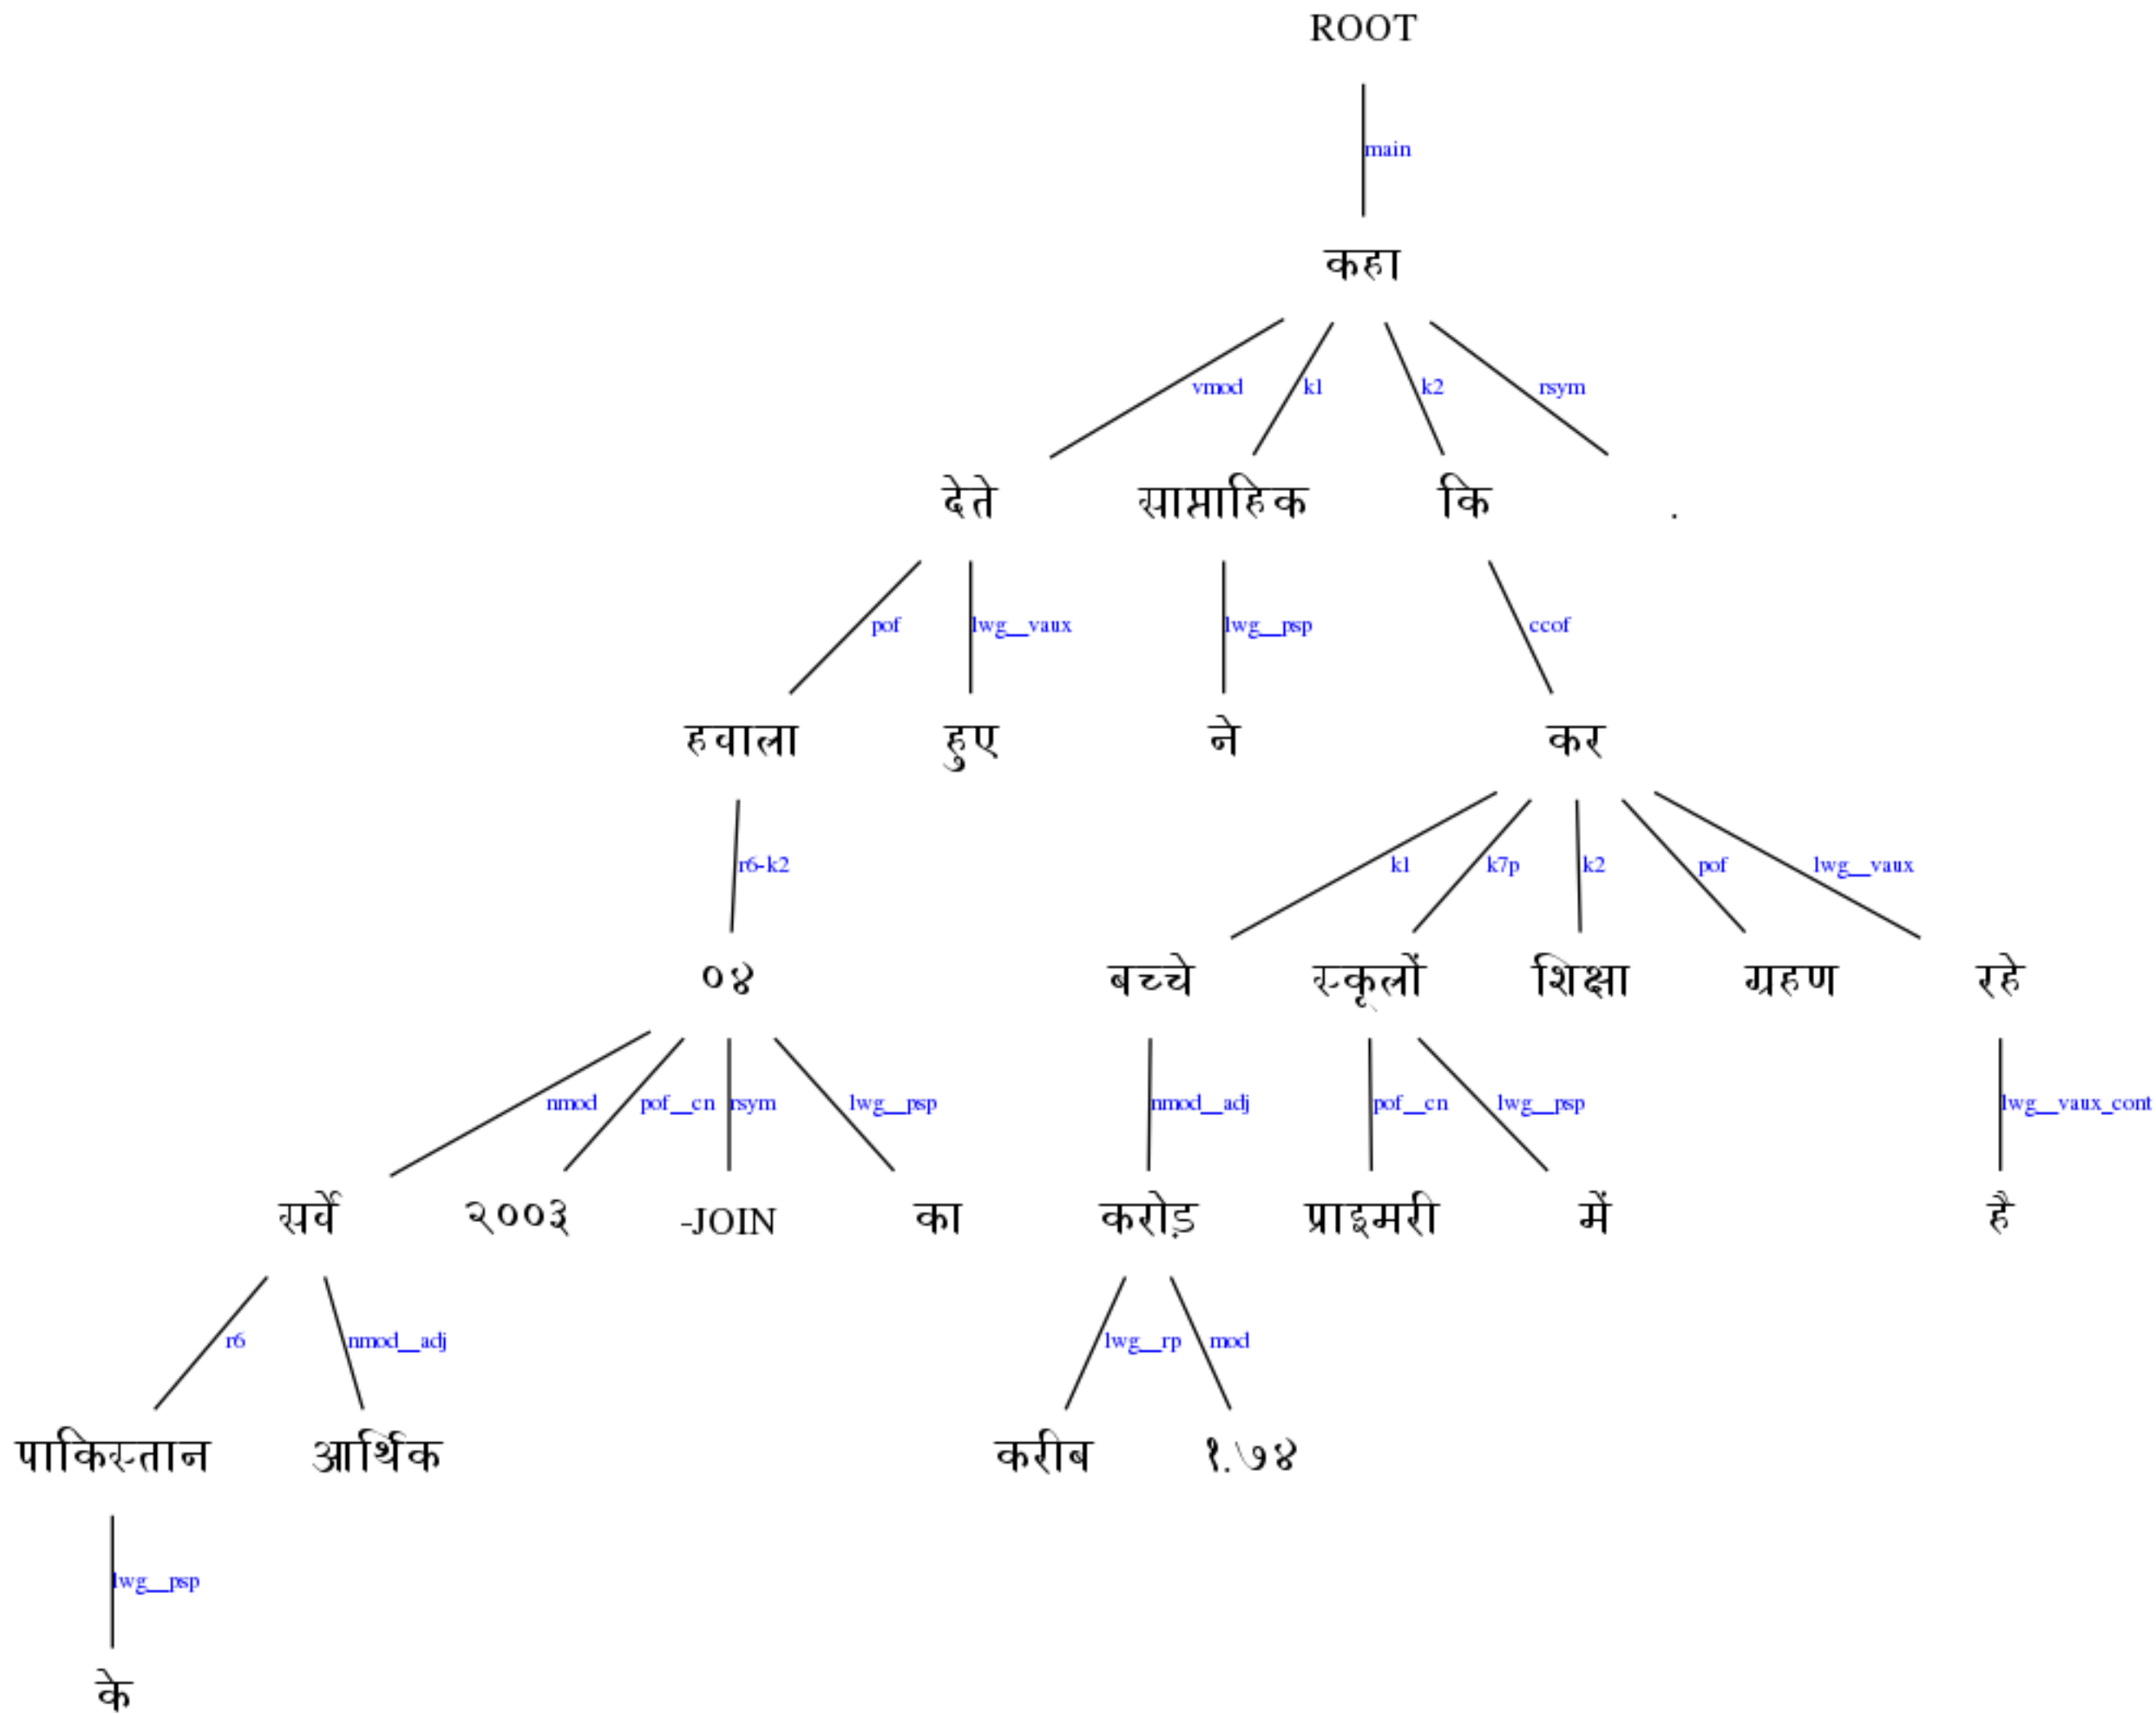 ROOT
main
कहा
vmod k1 k2 rsym
देते साप्ताहिक कि .
pof lwg__vaux lwg__psp ccof
हवाला हुए ने कर
r6-k2 k1 k7p k2 pof lwg__vaux
०४ बच्चे स्कूलों शिक्षा ग्रहण रहे
nmod pof__cn rsym lwg__psp nmod__adj pof__cn lwg__psp lwg__vaux_cont
सर्वे २००३ -JOIN का करोड़ प्राइमरी में है
r6 nmod__adj lwg__rp mod
पाकिस्तान आर्थिक करीब १.७४
lwg__psp
के